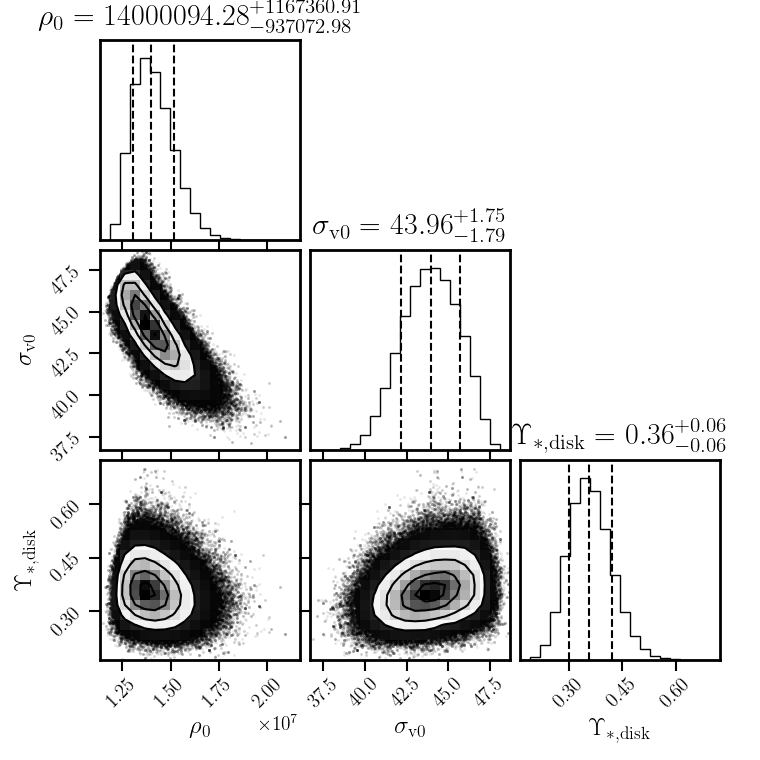 ρ₀ = 14000094.28⁺¹¹⁶⁷³⁶⁰·⁹¹₋₉₃₇₀₇₂.₉₈
σᵥ₀ = 43.96⁺¹·⁷⁵₋₁.₇₉
ϒ*,disk = 0.36⁺⁰·⁰⁶₋₀.₀₆
σᵥ₀
47.5
45.0
42.5
40.0
37.5
ϒ*,disk
0.60
0.45
0.30
1.25 1.50 1.75 2.00
×10⁷
ρ₀
37.5 40.0 42.5 45.0 47.5
σᵥ₀
0.30 0.45 0.60
ϒ*,disk